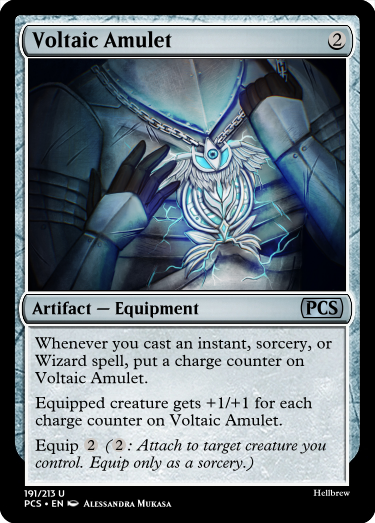 Voltaic Amulet 2
Artifact — Equipment PCS
Whenever you cast an instant, sorcery, or
Wizard spell, put a charge counter on
Voltaic Amulet.
Equipped creature gets +1/+1 for each
charge counter on Voltaic Amulet.
Equip 2 (2: Attach to target creature you
control. Equip only as a sorcery.)
191/213 U
PCS • EN Alessandra Mukasa
Hellbrew